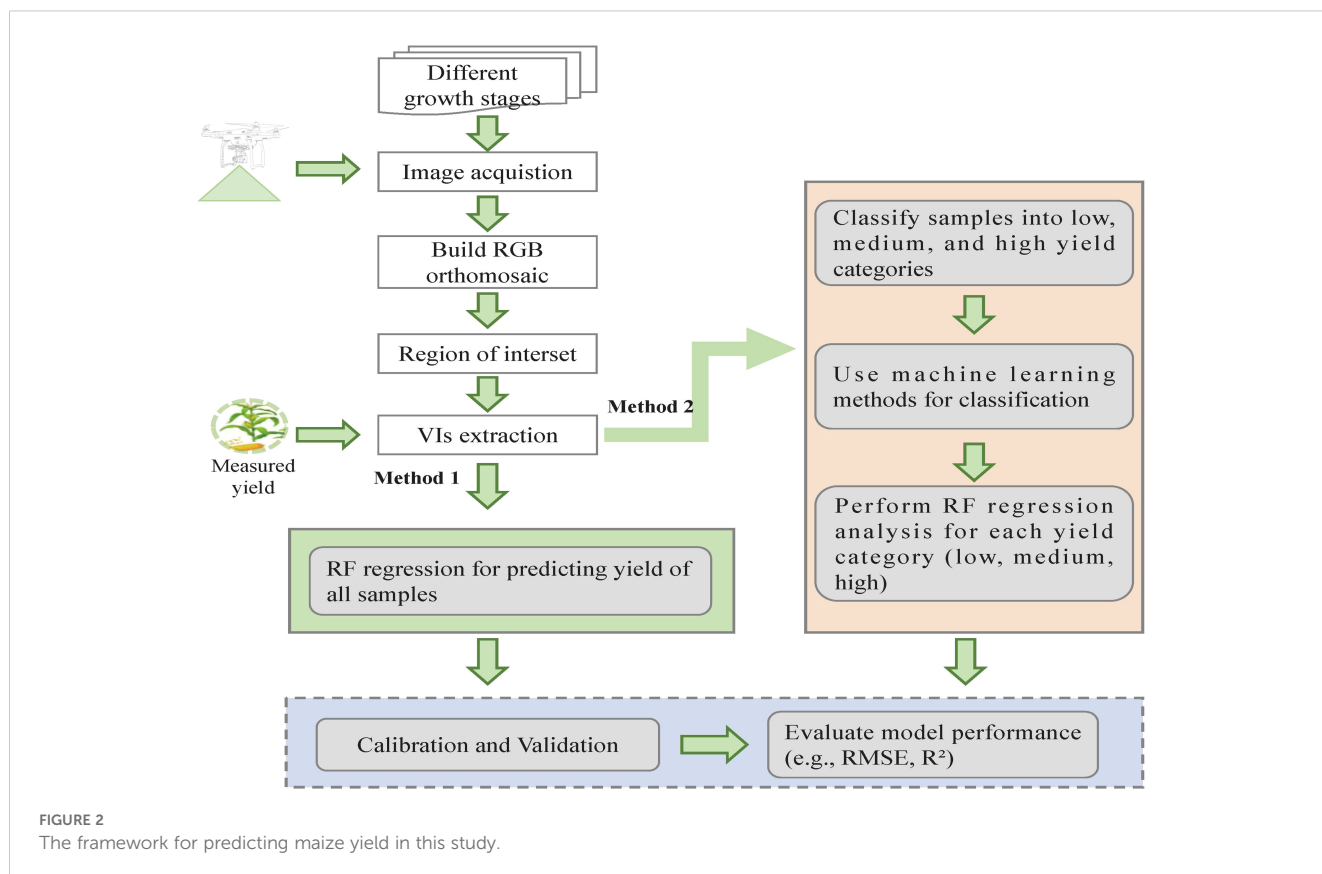 Different
growth stages
Image acquistion
Build RGB
orthomosaic
Region of interset
VIs extraction
Measured
yield
Method 1
Method 2
RF regression for predicting yield of
all samples
Classify samples into low,
medium, and high yield
categories
Use machine learning
methods for classification
Perform RF regression
analysis for each yield
category (low, medium,
high)
Calibration and Validation
Evaluate model performance
(e.g., RMSE, R²)
FIGURE 2
The framework for predicting maize yield in this study.